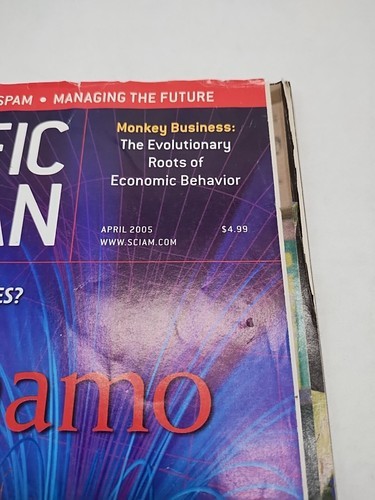 SPAM • MANAGING THE FUTURE
FIC
AN
Monkey Business:
The Evolutionary
Roots of
Economic Behavior
APRIL 2005 $4.99
WWW.SCIAM.COM
ES?
amo